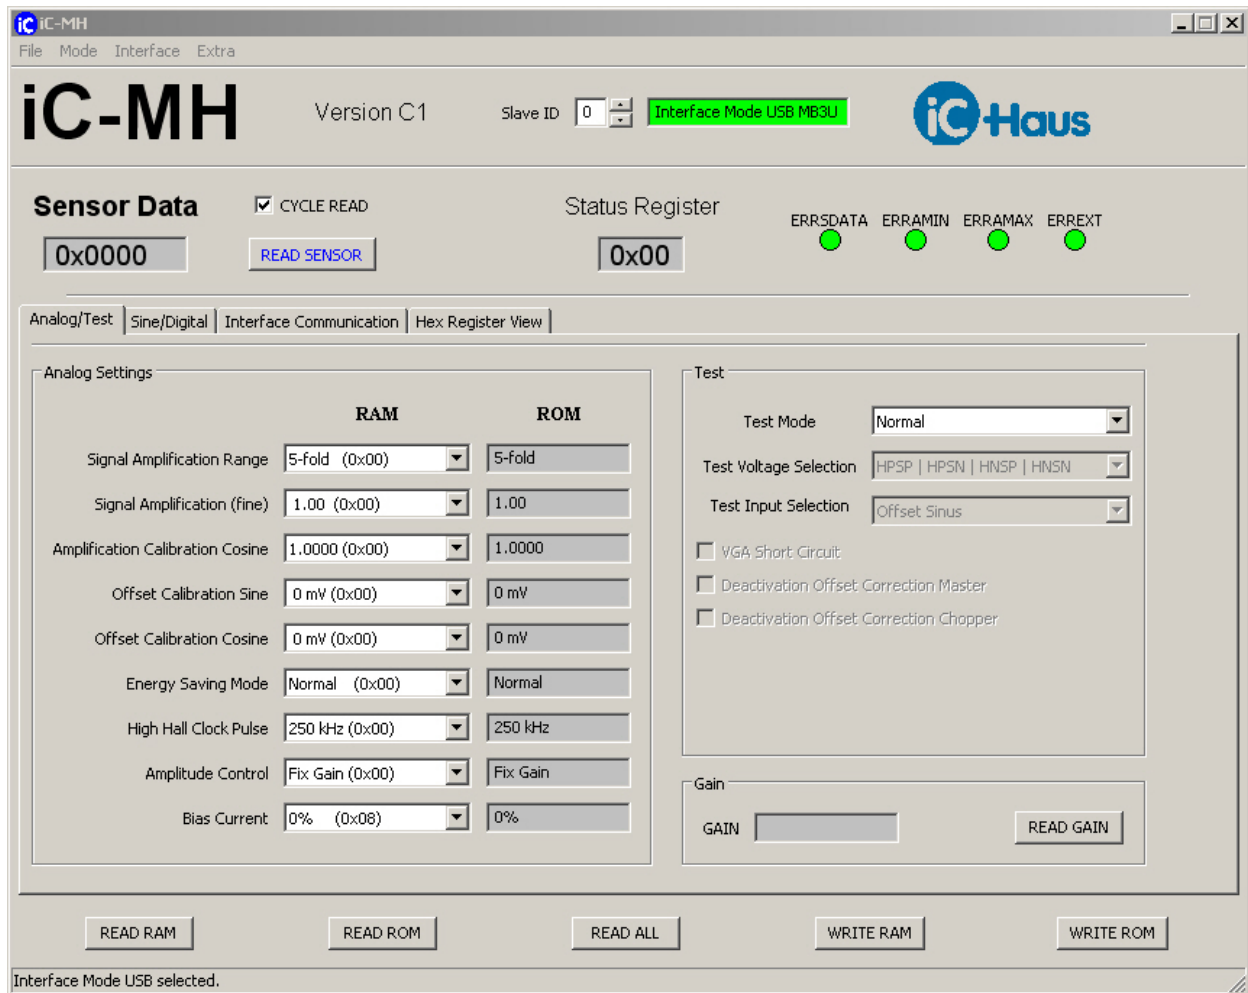 iC iC-MH
File Mode Interface Extra
iC-MH Version C1 Slave ID 0 Interface Mode USB MB3U iC Haus
Sensor Data CYCLE READ Status Register ERRSDATA ERRAMIN ERRAMAX ERREXT
0x0000 READ SENSOR 0x00
Analog/Test Sine/Digital Interface Communication Hex Register View
Analog Settings
RAM ROM
Signal Amplification Range 5-fold (0x00) 5-fold
Signal Amplification (fine) 1.00 (0x00) 1.00
Amplification Calibration Cosine 1.0000 (0x00) 1.0000
Offset Calibration Sine 0 mV (0x00) 0 mV
Offset Calibration Cosine 0 mV (0x00) 0 mV
Energy Saving Mode Normal (0x00) Normal
High Hall Clock Pulse 250 kHz (0x00) 250 kHz
Amplitude Control Fix Gain (0x00) Fix Gain
Bias Current 0% (0x08) 0%
Test
Test Mode Normal
Test Voltage Selection HPSP | HPSN | HNSP | HNSN
Test Input Selection Offset Sinus
VGA Short Circuit
Deactivation Offset Correction Master
Deactivation Offset Correction Chopper
Gain
GAIN READ GAIN
READ RAM READ ROM READ ALL WRITE RAM WRITE ROM
Interface Mode USB selected.